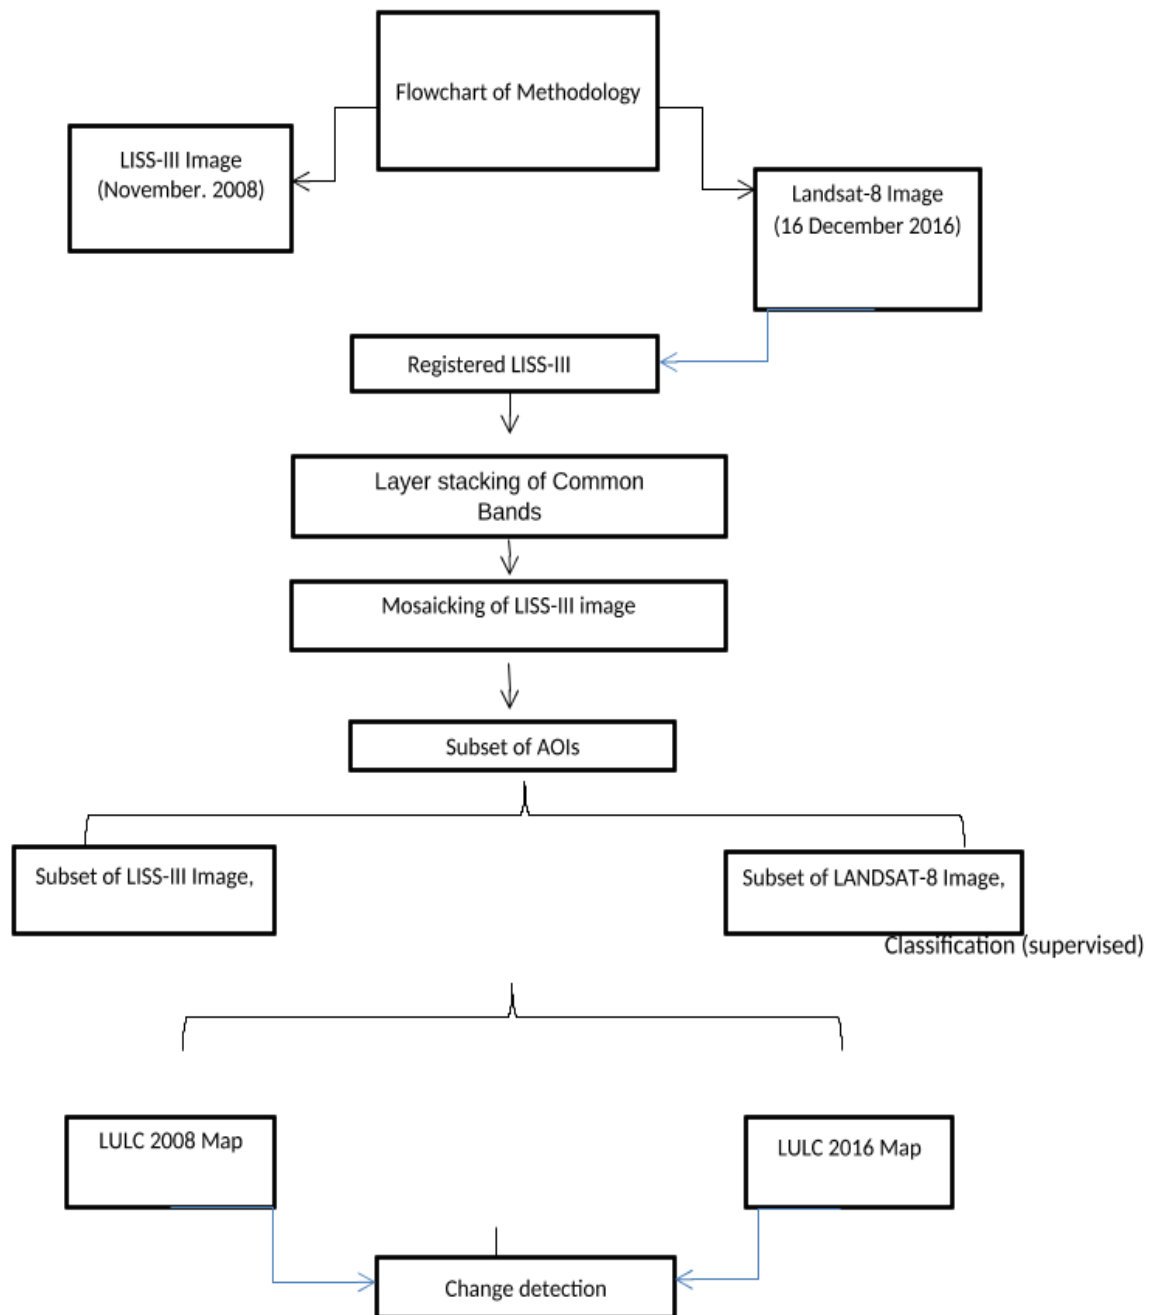 Flowchart of Methodology
LISS-III Image
(November. 2008)
Landsat-8 Image
(16 December 2016)
Registered LISS-III
Layer stacking of Common
Bands
Mosaicking of LISS-III image
Subset of AOIs
Subset of LISS-III Image,
Subset of LANDSAT-8 Image,
Classification (supervised)
LULC 2008 Map
LULC 2016 Map
Change detection